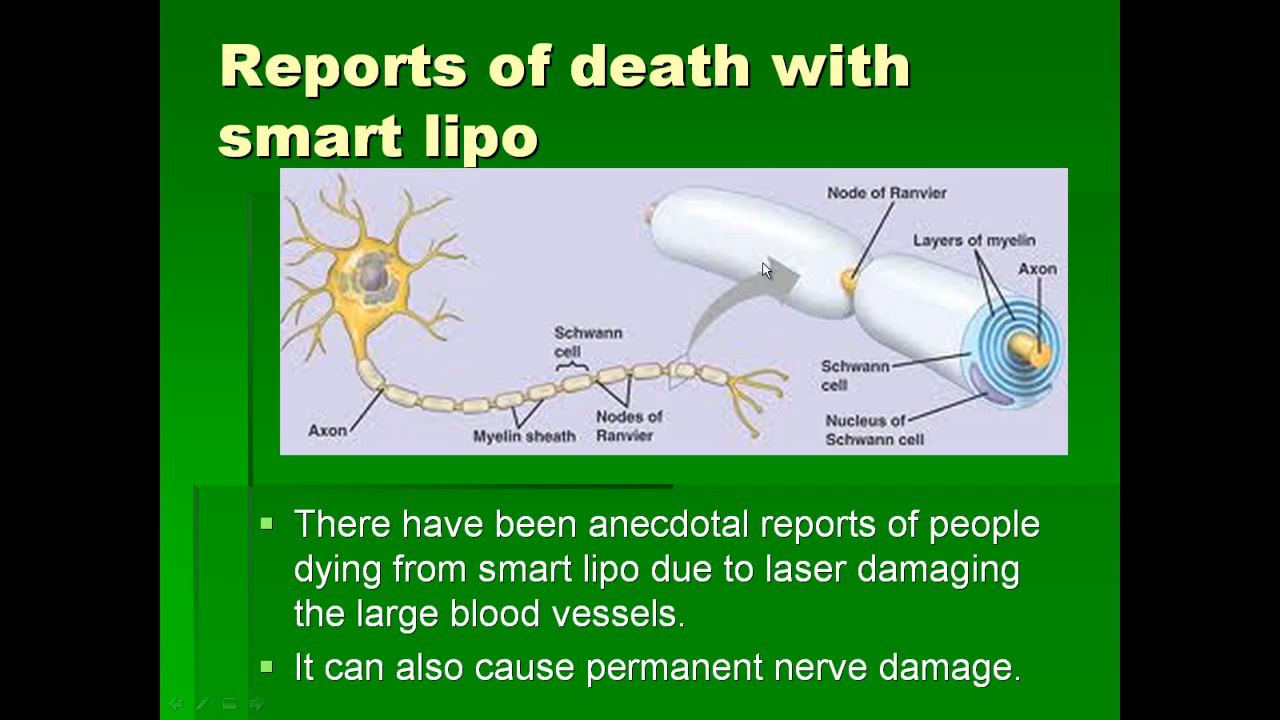 Reports of death with
smart lipo
Node of Ranvier
Layers of myelin
Axon
Schwann
cell
Schwann
cell
Nucleus of
Schwann cell
Axon
Myelin sheath
Nodes of
Ranvier
There have been anecdotal reports of people
dying from smart lipo due to laser damaging
the large blood vessels.
It can also cause permanent nerve damage.